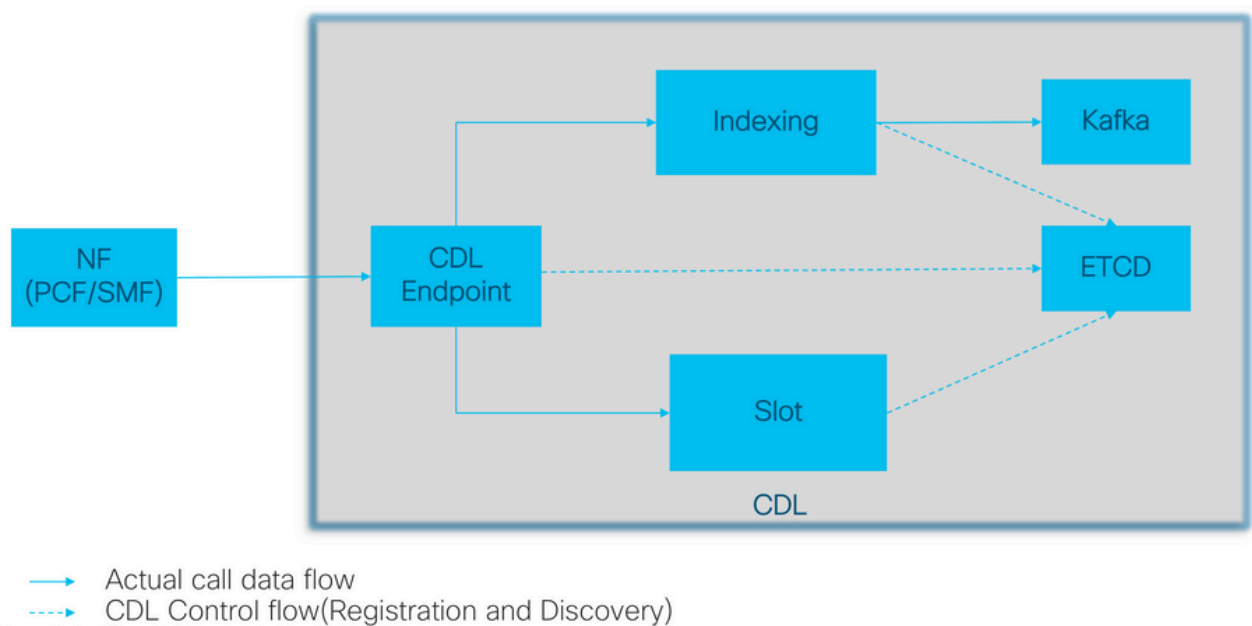 Indexing
Kafka
NF
(PCF/SMF)
CDL
Endpoint
ETCD
Slot
CDL
Actual call data flow
CDL Control flow(Registration and Discovery)